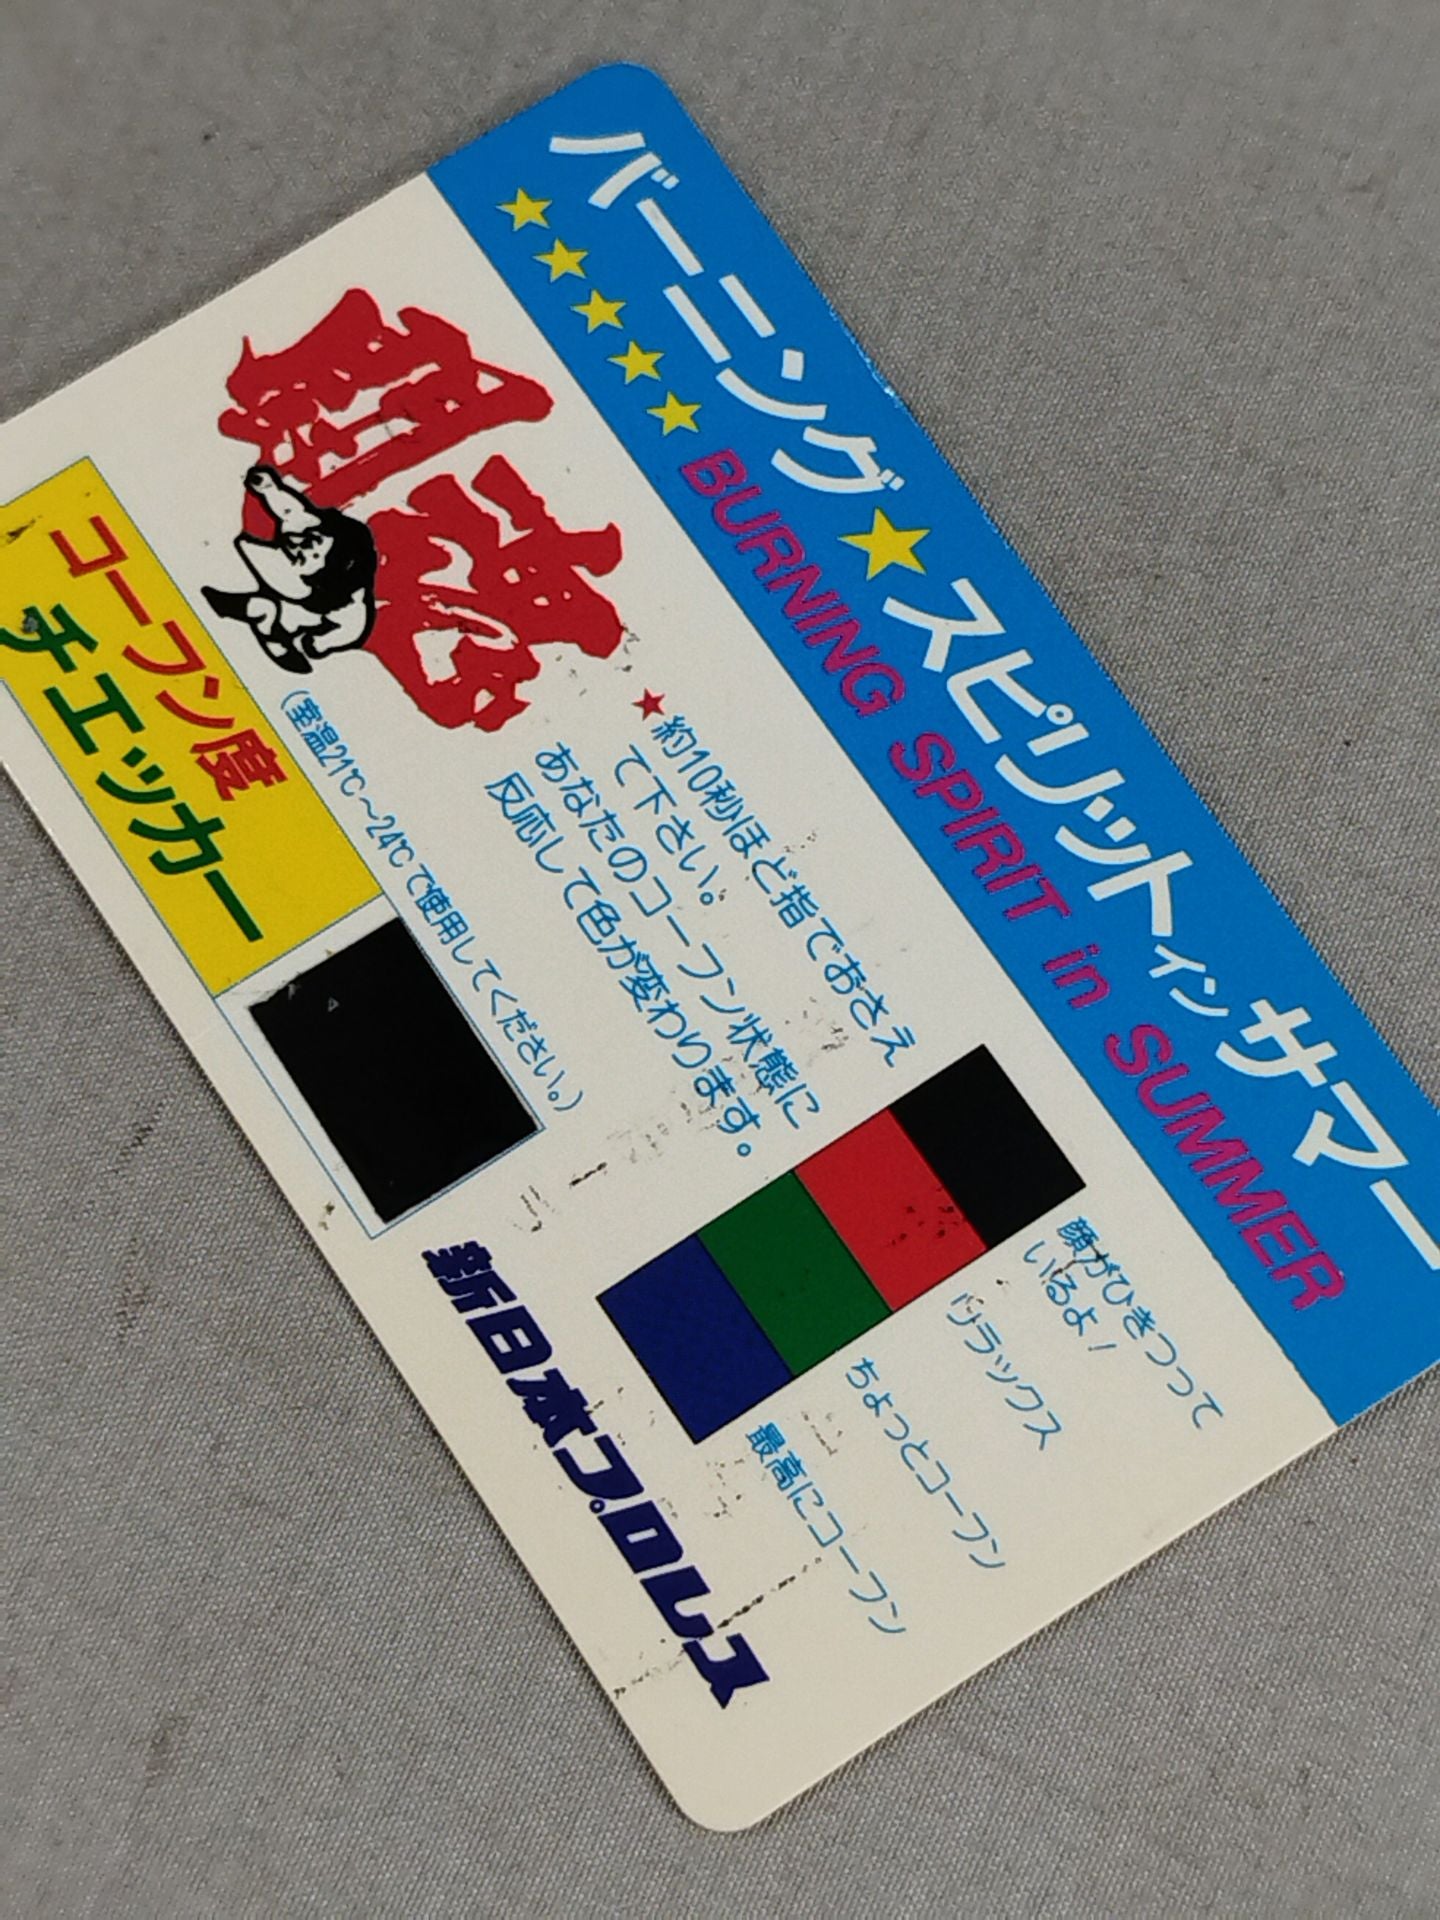 バーニング★スピリットインサマー
★★★★★BURNING SPIRIT in SUMMER
闘魂
★約10秒ほど指でおさえ
て下さい。
あなたのコーフン状態に
反応して色が変わります。
(室温21℃〜24℃で使用してください。)
コーフン度
チェッカー
顔がひきつって
いるよ!
リラックス
ちょっとコーフン
最高にコーフン
新日本プロレス